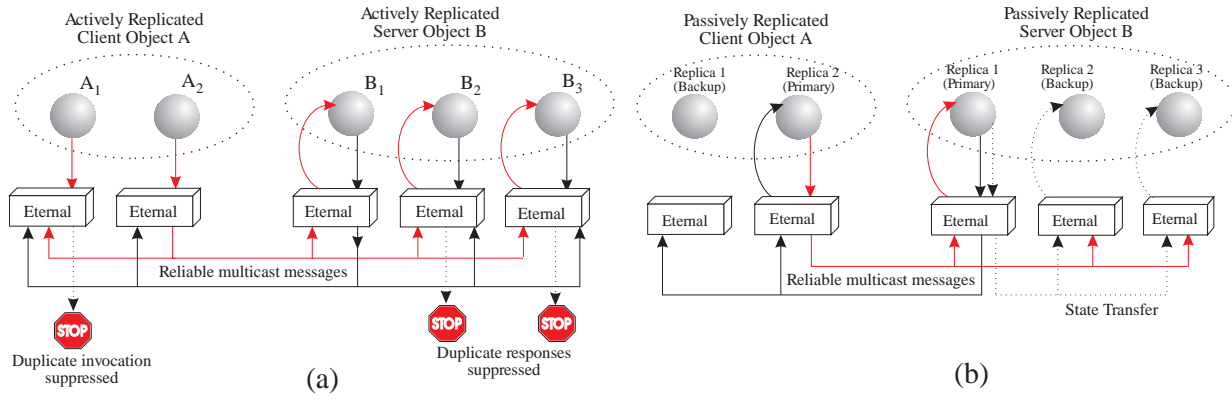 Actively Replicated
Client Object A
A1
A2
Eternal
Eternal
Actively Replicated
Server Object B
B1
B2
B3
Eternal
Eternal
Eternal
Reliable multicast messages
STOP
Duplicate invocation
suppressed
STOP
STOP
Duplicate responses
suppressed
(a)
Passively Replicated
Client Object A
Replica 1
(Backup)
Replica 2
(Primary)
Eternal
Eternal
Passively Replicated
Server Object B
Replica 1
(Primary)
Replica 2
(Backup)
Replica 3
(Backup)
Eternal
Eternal
Eternal
Reliable multicast messages
State Transfer
(b)